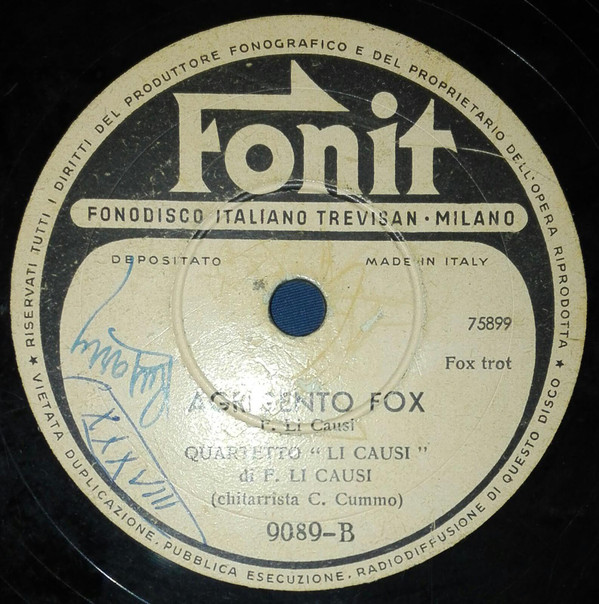 ★ RISERVATI TUTTI I DIRITTI DEL PRODUTTORE FONOGRAFICO E DEL PROPRIETARIO DELL'OPERA RIPRODOTTA ★
Fonit
FONODISCO ITALIANO TREVISAN · MILANO
DEPOSITATO
MADE IN ITALY
75899
Fox trot
AGRIGENTO FOX
F. Li Causi
QUARTETTO " LI CAUSI "
di F. LI CAUSI
(chitarrista C. Cummo)
9089-B
XXXVIII
VIETATA DUPLICAZIONE, PUBBLICA ESECUZIONE, RADIODIFFUSIONE DI QUESTO DISCO